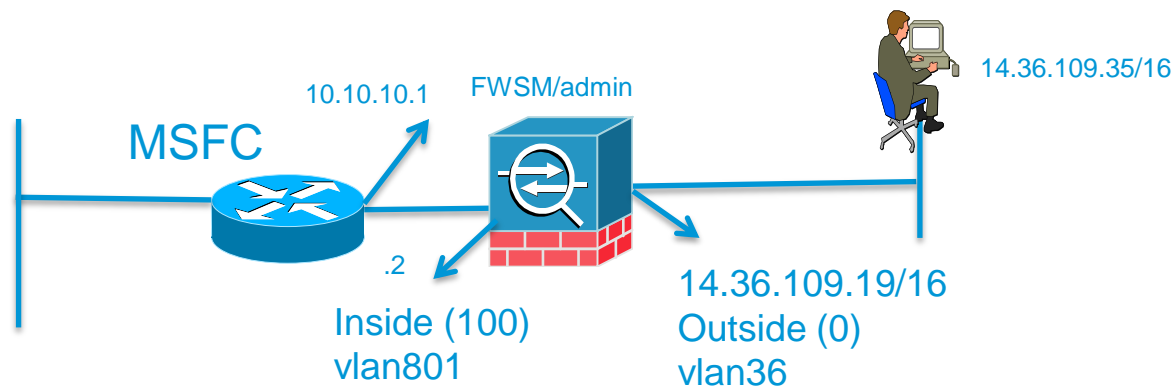 14.36.109.35/16
FWSM/admin
10.10.10.1
MSFC
.2
Inside (100)
vlan801
14.36.109.19/16
Outside (0)
vlan36